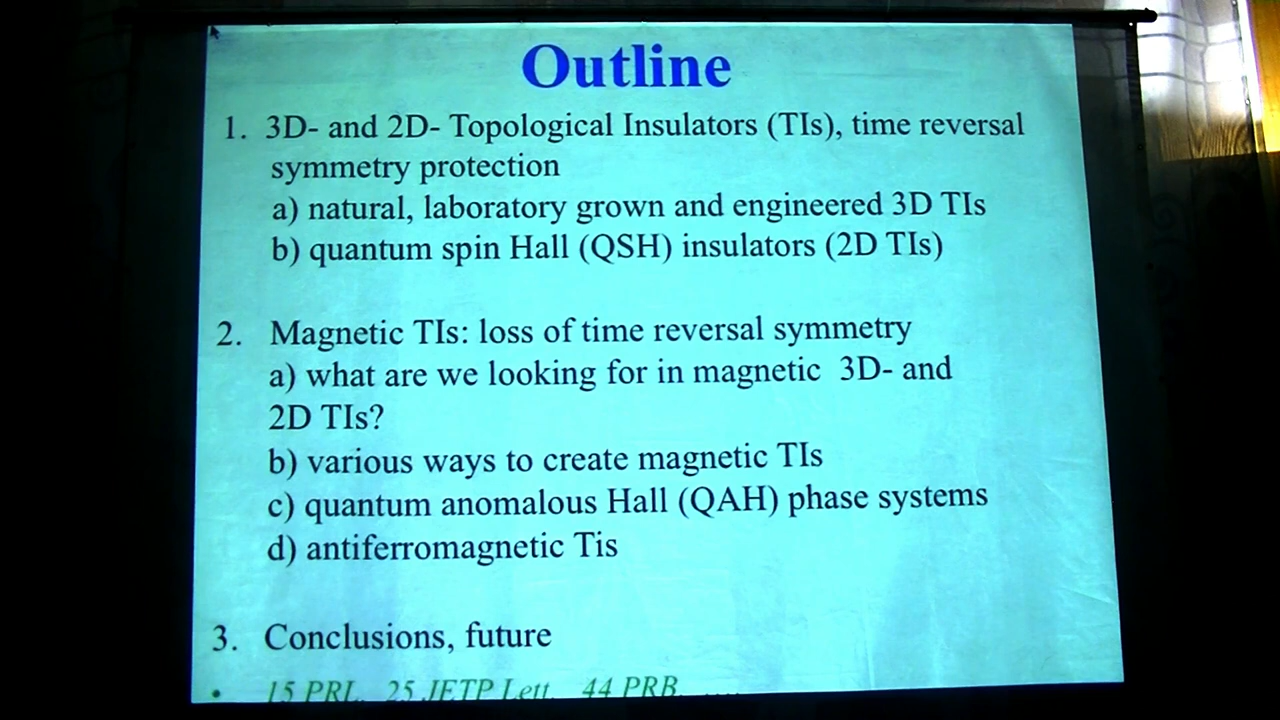 Outline
1. 3D- and 2D- Topological Insulators (TIs), time reversal
symmetry protection
a) natural, laboratory grown and engineered 3D TIs
b) quantum spin Hall (QSH) insulators (2D TIs)
2. Magnetic TIs: loss of time reversal symmetry
a) what are we looking for in magnetic 3D- and
2D TIs?
b) various ways to create magnetic TIs
c) quantum anomalous Hall (QAH) phase systems
d) antiferromagnetic Tis
3. Conclusions, future
• 15 PRL, 25 JETP Lett, 44 PRB, ....